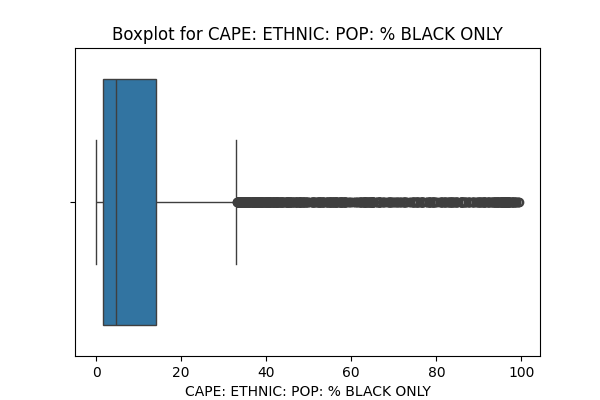 Boxplot for CAPE: ETHNIC: POP: % BLACK ONLY
0 20 40 60 80 100
CAPE: ETHNIC: POP: % BLACK ONLY